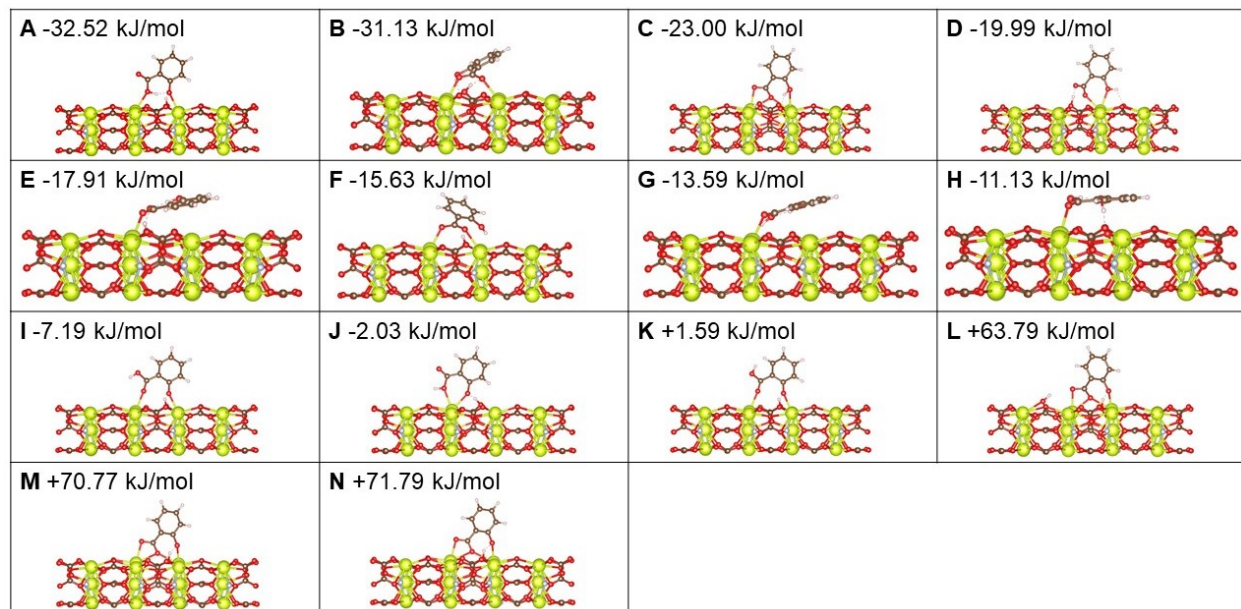 A -32.52 kJ/mol
B -31.13 kJ/mol
C -23.00 kJ/mol
D -19.99 kJ/mol
E -17.91 kJ/mol
F -15.63 kJ/mol
G -13.59 kJ/mol
H -11.13 kJ/mol
I -7.19 kJ/mol
J -2.03 kJ/mol
K +1.59 kJ/mol
L +63.79 kJ/mol
M +70.77 kJ/mol
N +71.79 kJ/mol